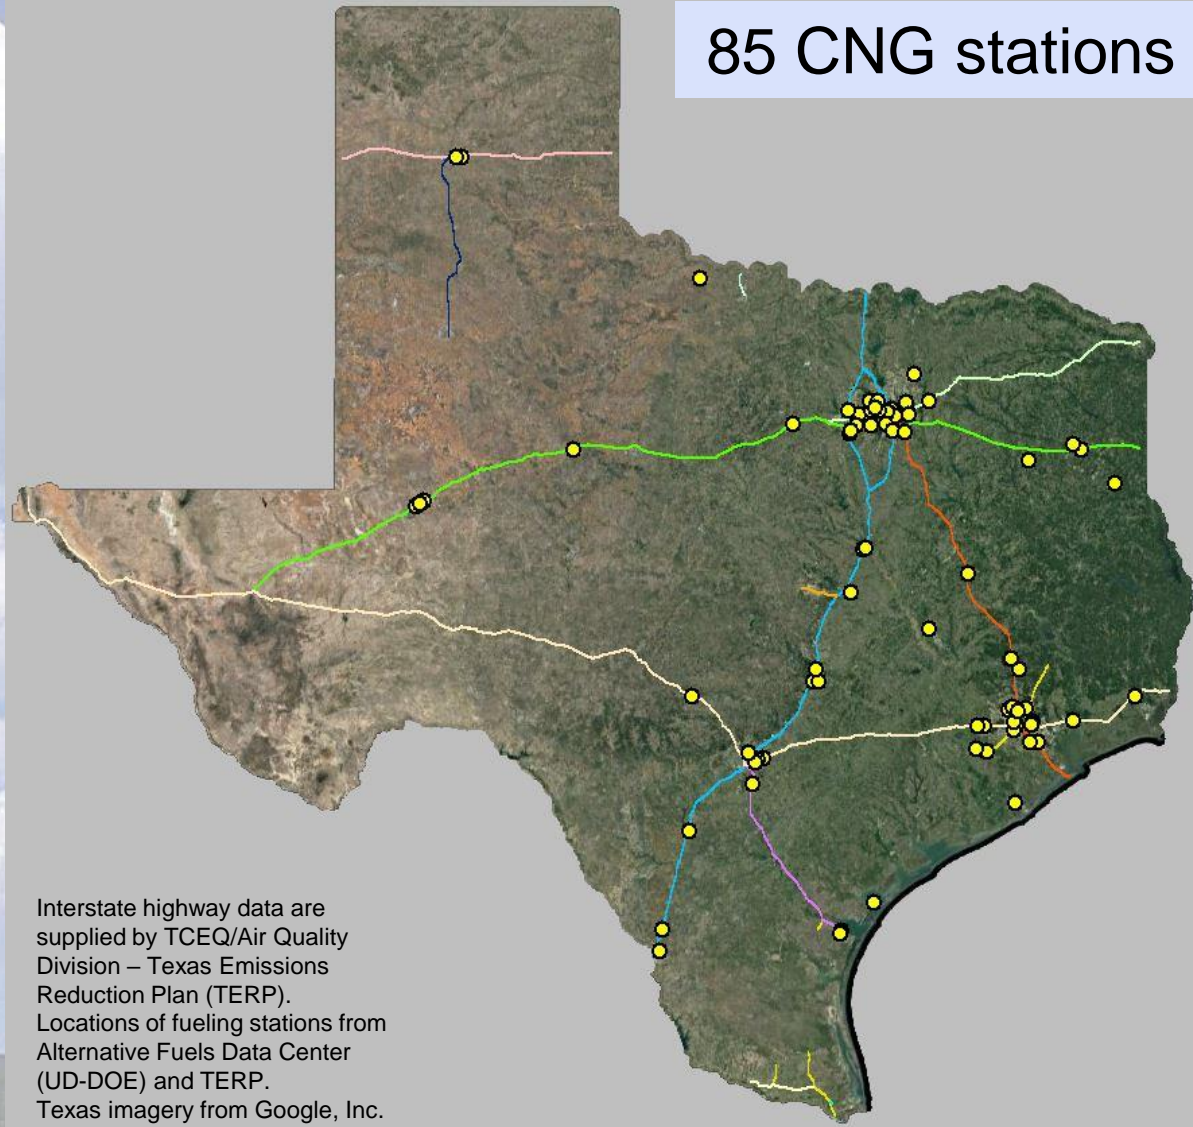 85 CNG stations
Interstate highway data are
supplied by TCEQ/Air Quality
Division – Texas Emissions
Reduction Plan (TERP).
Locations of fueling stations from
Alternative Fuels Data Center
(UD-DOE) and TERP.
Texas imagery from Google, Inc.